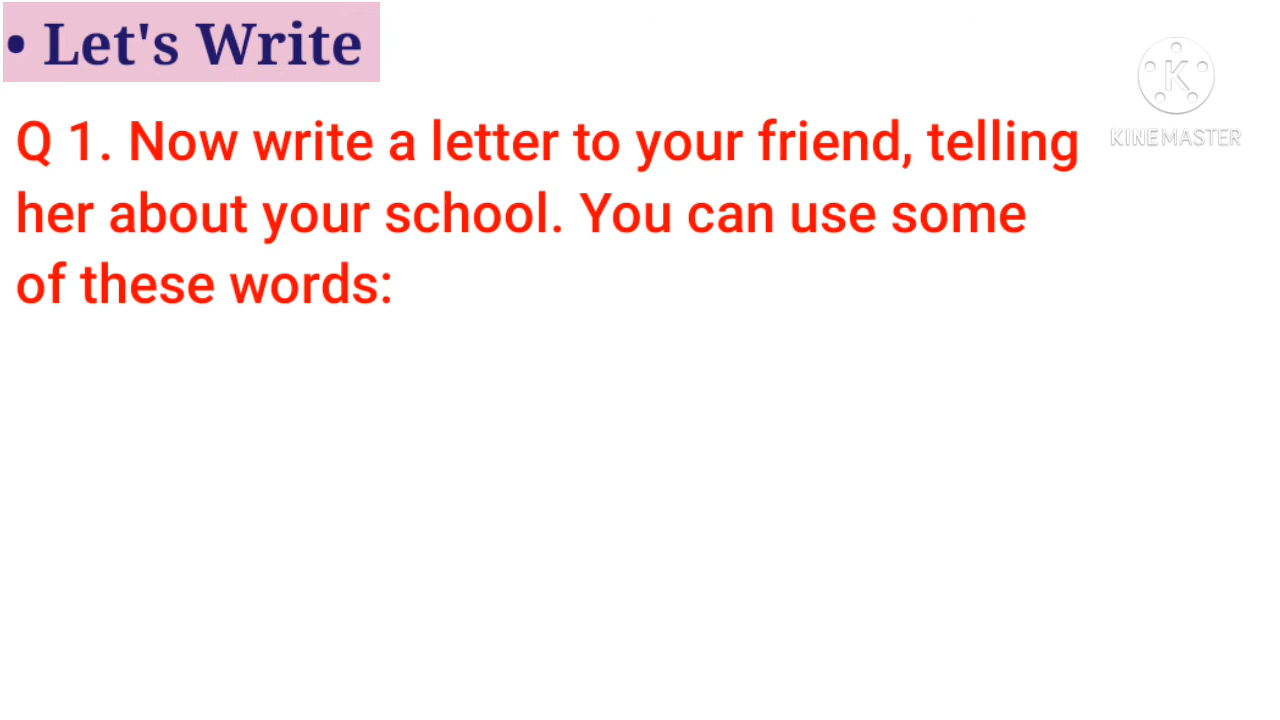 • Let's Write
K
KINEMASTER
Q 1. Now write a letter to your friend, telling
her about your school. You can use some
of these words: